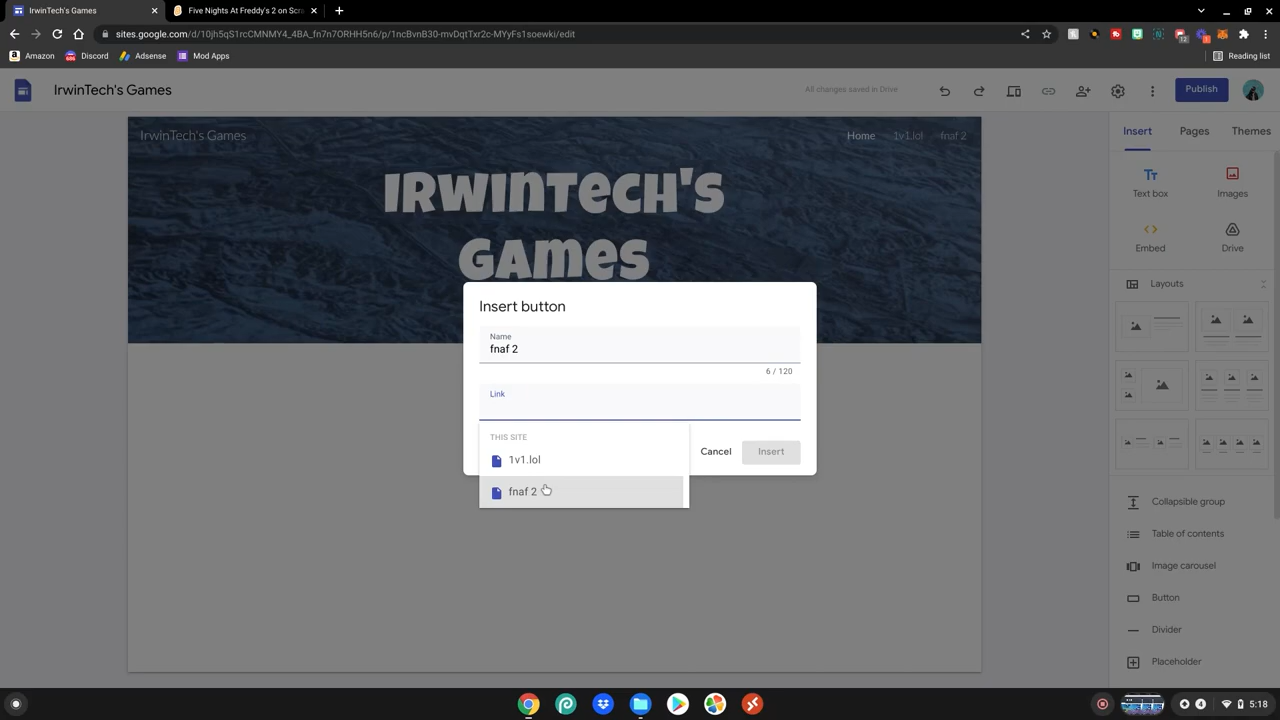 IrwinTech's Games
Five Nights At Freddy's 2 on Scra
sites.google.com/d/10jh5qS1rcCMNMY4_4BA_fn7n7ORHH5n6/p/1ncBvnB30-mvDqtTxr2c-MYyFs1soewki/edit
Amazon
Discord
Adsense
Mod Apps
Reading list
IrwinTech's Games
All changes saved in Drive
Publish
IrwinTech's Games
Home
1v1.lol
fnaf 2
Insert
Pages
Themes
IrwinTech's
Games
Text box
Images
Embed
Drive
Layouts
Insert button
Name
fnaf 2
6 / 120
Link
THIS SITE
1v1.lol
fnaf 2
Cancel
Insert
Collapsible group
Table of contents
Image carousel
Button
Divider
Placeholder
5:18